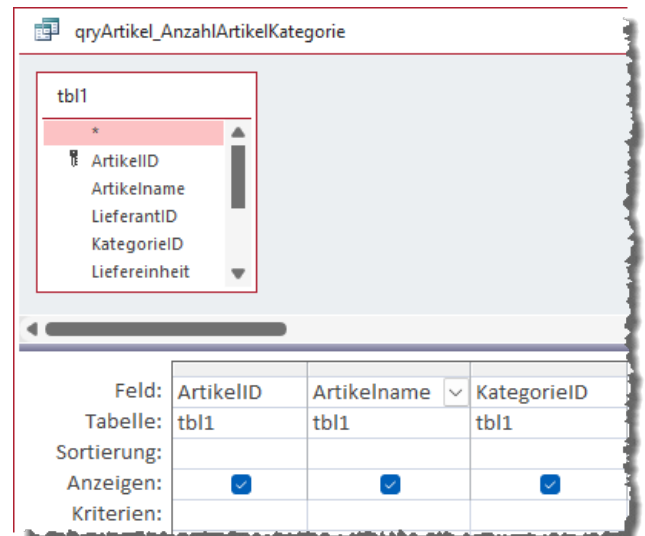 qryArtikel_AnzahlArtikelKategorie
tbl1
*
ArtikelID
Artikelname
LieferantID
KategorieID
Liefereinheit
Feld: ArtikelID Artikelname KategorieID
Tabelle: tbl1 tbl1 tbl1
Sortierung:
Anzeigen:
Kriterien: